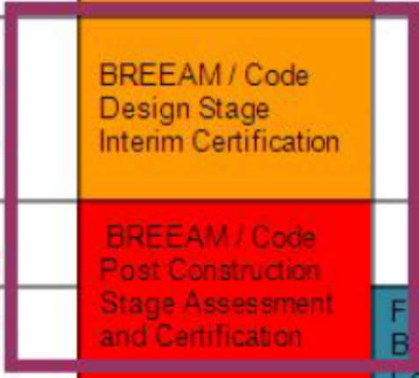 BREEAM / Code
Design Stage
Interim Certification
BREEAM / Code
Post Construction
Stage Assessment
and Certification
F
B